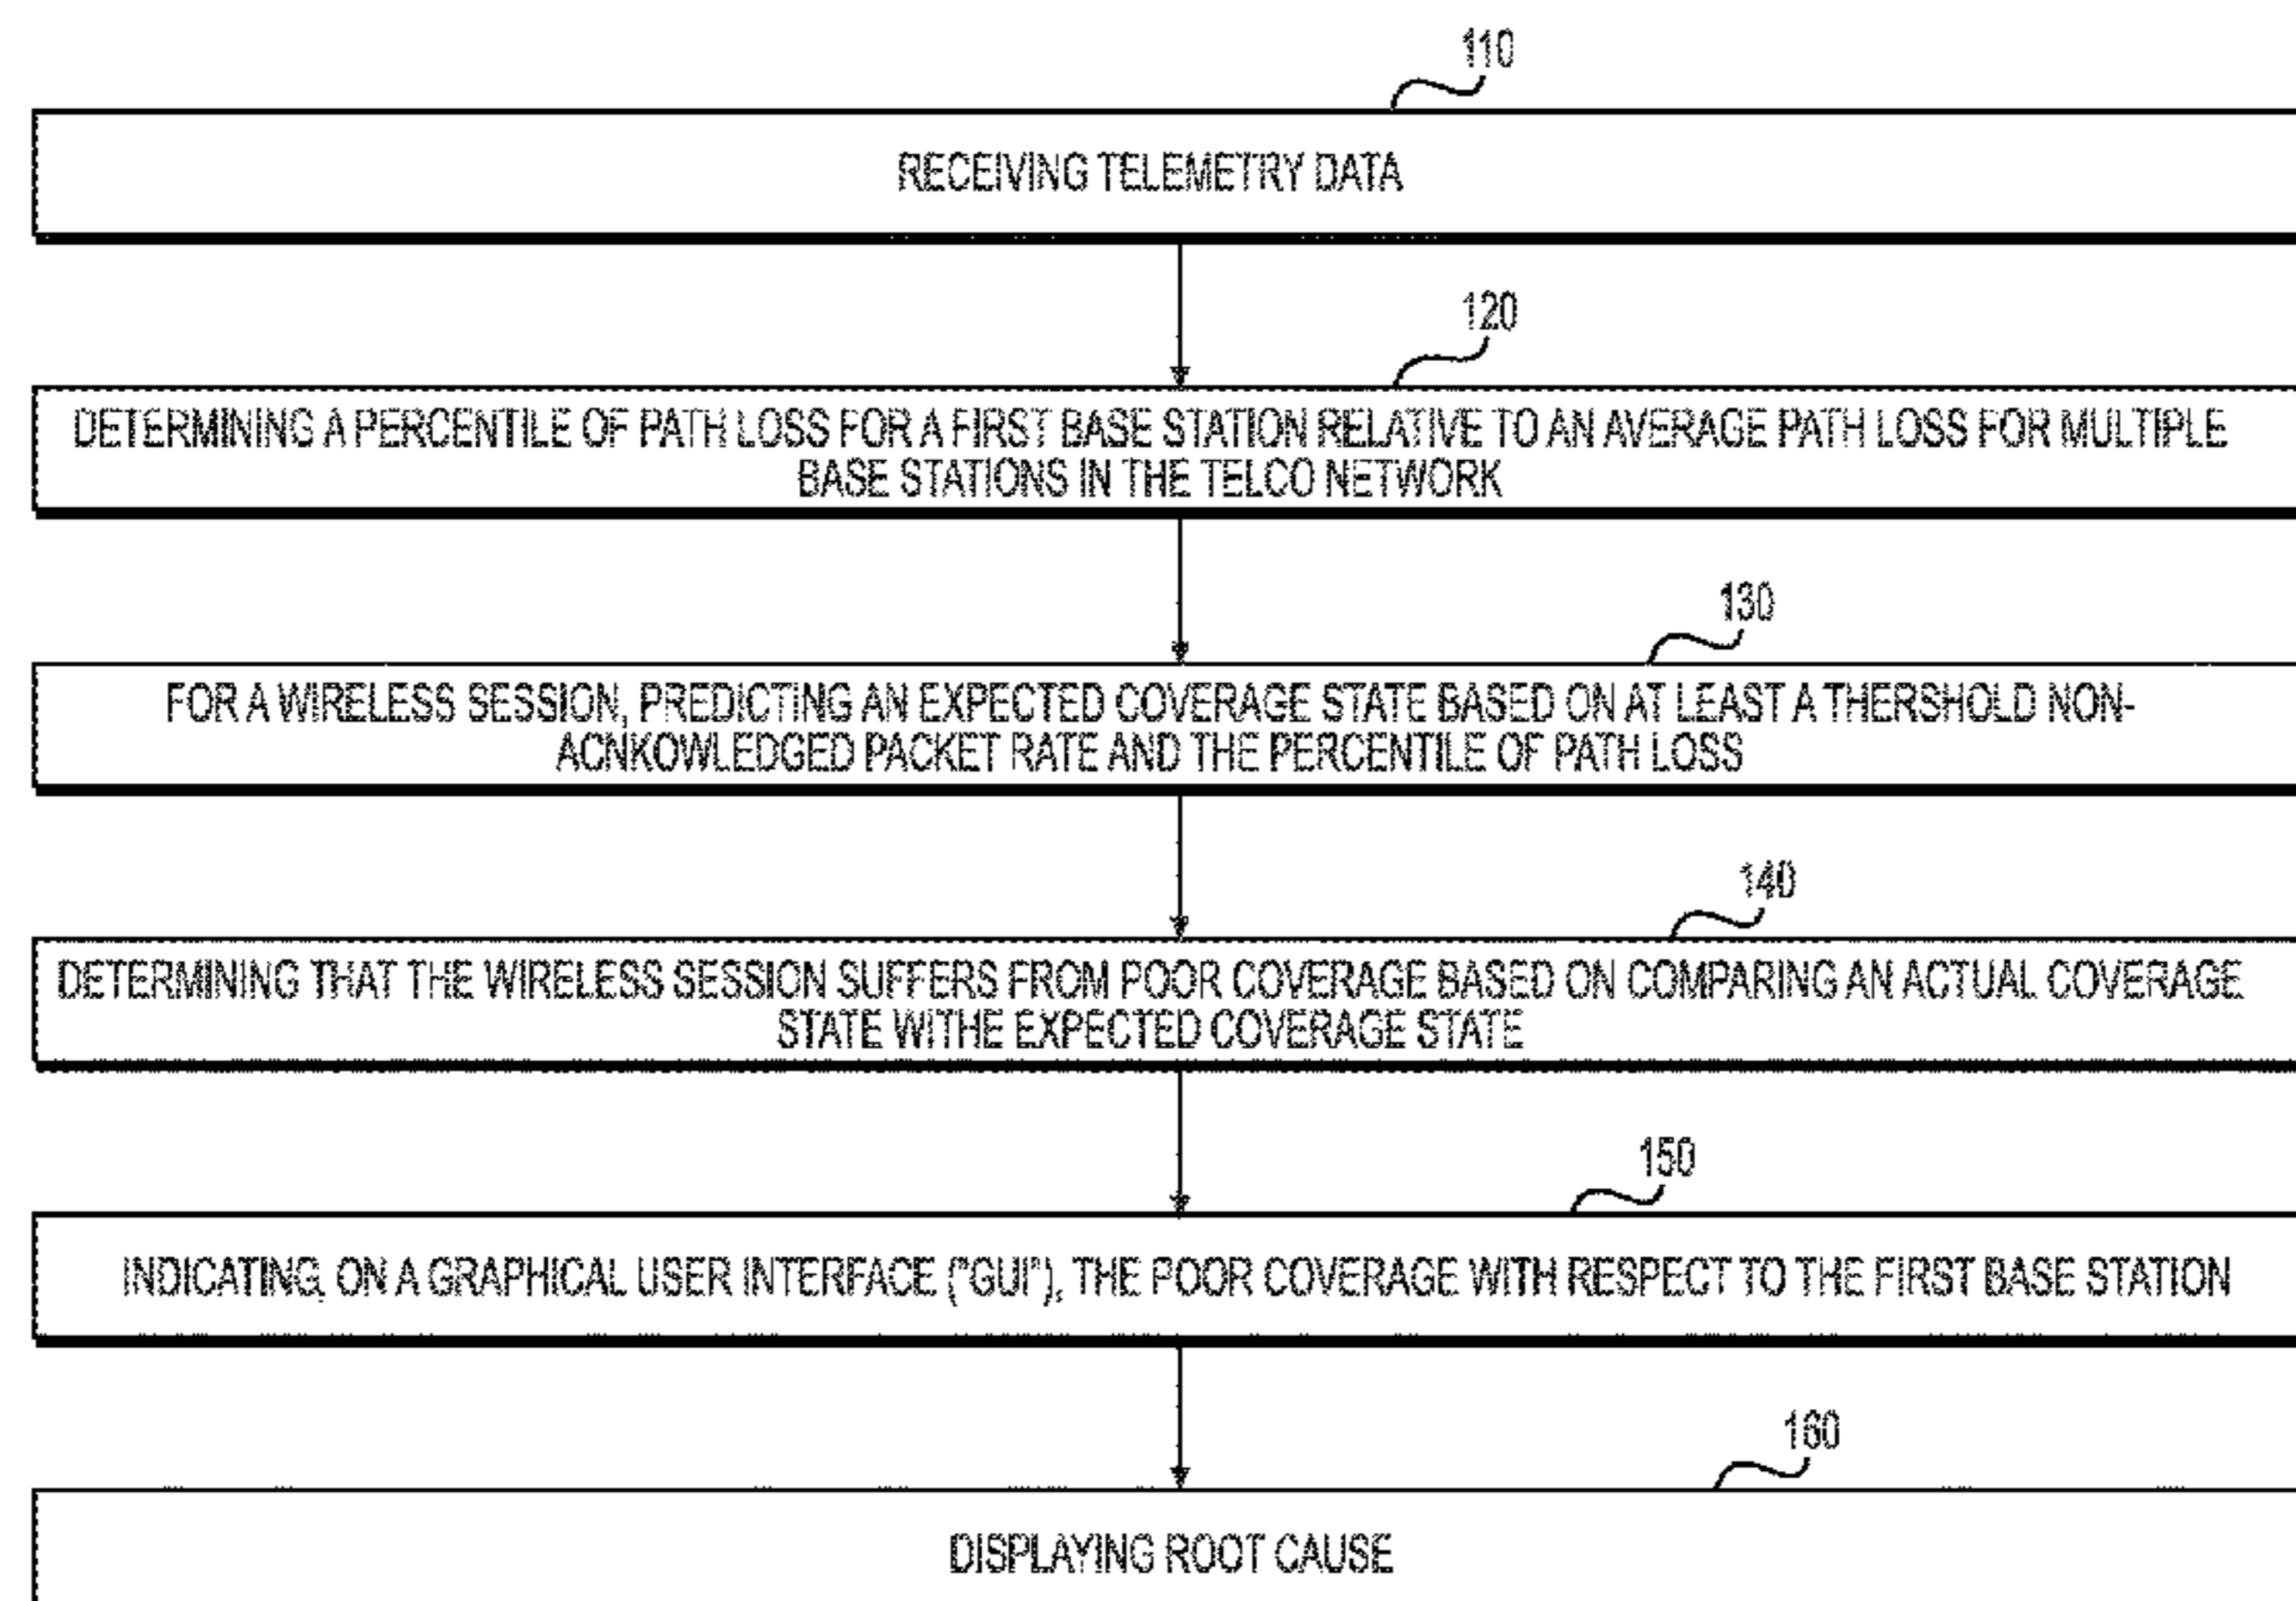 110
RECEIVING TELEMETRY DATA
120
DETERMINING A PERCENTILE OF PATH LOSS FOR A FIRST BASE STATION RELATIVE TO AN AVERAGE PATH LOSS FOR MULTIPLE
BASE STATIONS IN THE TELCO NETWORK
130
FOR A WIRELESS SESSION, PREDICTING AN EXPECTED COVERAGE STATE BASED ON AT LEAST A THERSHOLD NON-
ACNKOWLEDGED PACKET RATE AND THE PERCENTILE OF PATH LOSS
140
DETERMINING THAT THE WIRELESS SESSION SUFFERS FROM POOR COVERAGE BASED ON COMPARING AN ACTUAL COVERAGE
STATE WITHE EXPECTED COVERAGE STATE
150
INDICATING, ON A GRAPHICAL USER INTERFACE ("GUI"), THE POOR COVERAGE WITH RESPECT TO THE FIRST BASE STATION
160
DISPLAYING ROOT CAUSE